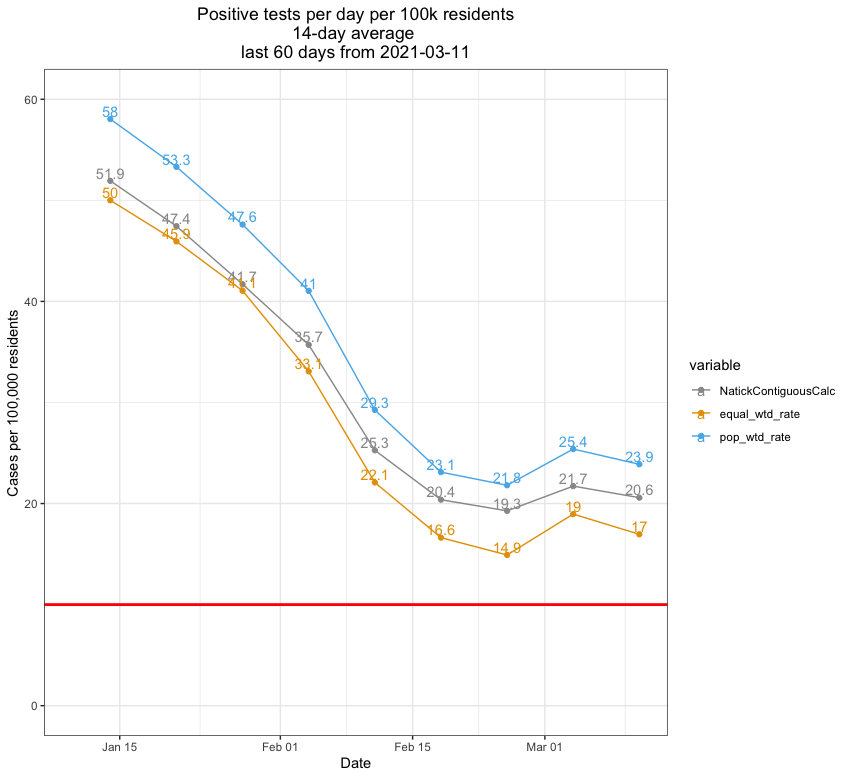 Positive tests per day per 100k residents
14-day average
last 60 days from 2021-03-11
Cases per 100,000 residents
60
40
20
0
58
53.3
47.6
41
29.3
23.1
21.8
25.4
23.9
51.9
47.4
41.7
35.7
25.3
20.4
19.3
21.7
20.6
50
45.9
41.1
33.1
22.1
16.6
14.9
19
17
Jan 15
Feb 01
Feb 15
Mar 01
Date
variable
a NatickContiguousCalc
a equal_wtd_rate
a pop_wtd_rate